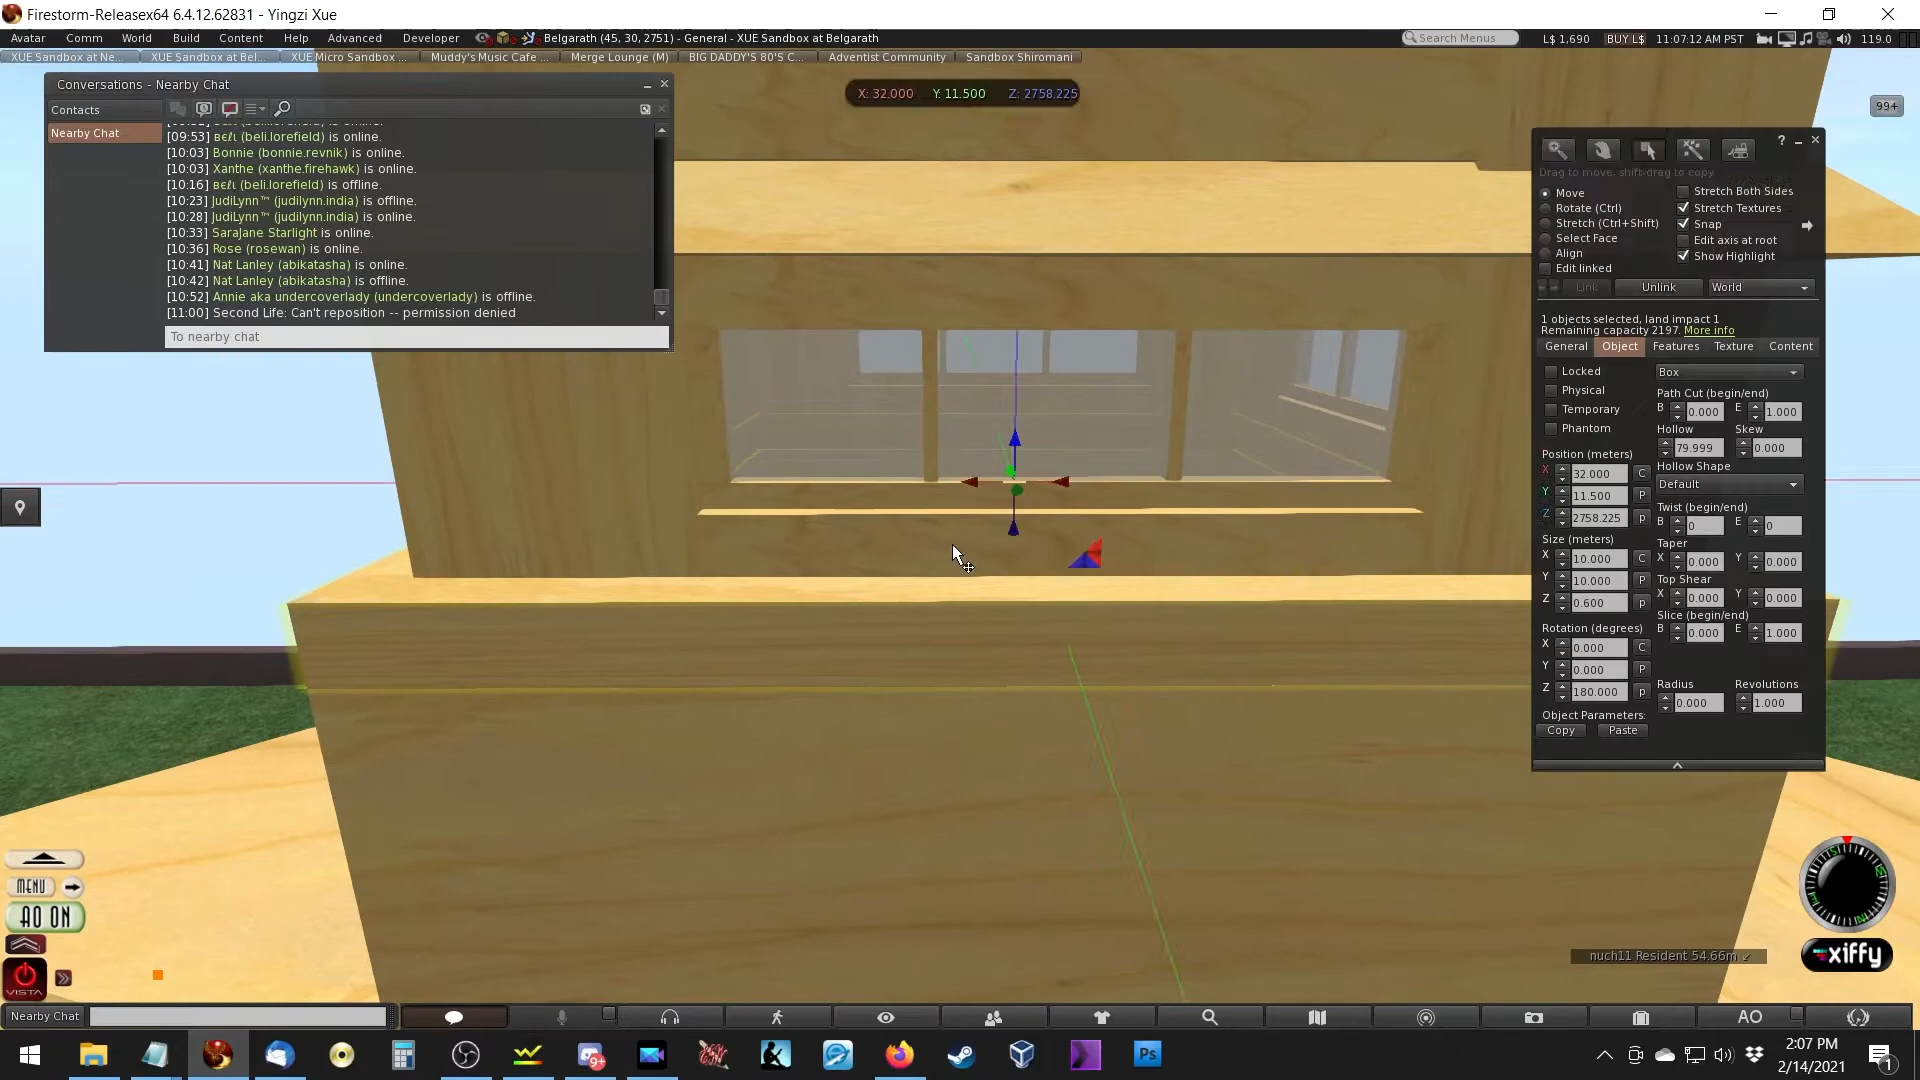 Firestorm-Releasex64 6.4.12.62831 - Yingzi Xue
Avatar Comm World Build Content Help Advanced Developer Belgarath (45, 30, 2751) - General - XUE Sandbox at Belgarath Search Menus L$ 1,690 BUY L$ 11:07:12 AM PST 119.0
XUE Sandbox at Ne... XUE Sandbox at Bel... XUE Micro Sandbox ... Muddy's Music Cafe ... Merge Lounge (M) BIG DADDY'S 80'S C... Adventist Community Sandbox Shiromani
Conversations - Nearby Chat
X: 32.000 Y: 11.500 Z: 2758.225
99+
Contacts
Nearby Chat
[09:53] вεℓι (beli.lorefield) is online.
[10:03] Bonnie (bonnie.revnik) is online.
[10:03] Xanthe (xanthe.firehawk) is online.
[10:16] вεℓι (beli.lorefield) is offline.
[10:23] JudiLynn™ (judilynn.india) is offline.
[10:28] JudiLynn™ (judilynn.india) is online.
[10:33] SaraJane Starlight is online.
[10:36] Rose (rosewan) is online.
[10:41] Nat Lanley (abikatasha) is online.
[10:42] Nat Lanley (abikatasha) is offline.
[10:52] Annie aka undercoverlady (undercoverlady) is offline.
[11:00] Second Life: Can't reposition -- permission denied
To nearby chat
Drag to move, shift-drag to copy
Move
Rotate (Ctrl)
Stretch (Ctrl+Shift)
Select Face
Align
Edit linked
Stretch Both Sides
Stretch Textures
Snap
Edit axis at root
Show Highlight
Link Unlink World
1 objects selected, land impact 1
Remaining capacity 2197. More info
General Object Features Texture Content
Locked
Physical
Temporary
Phantom
Position (meters)
X 32.000 C
Y 11.500 P
Z 2758.225 p
Size (meters)
X 10.000 C
Y 10.000 P
Z 0.600 p
Rotation (degrees)
X 0.000 C
Y 0.000 P
Z 180.000 p
Object Parameters:
Copy Paste
Box
Path Cut (begin/end)
B 0.000 E 1.000
Hollow Skew
79.999 0.000
Hollow Shape
Default
Twist (begin/end)
B 0 E 0
Taper
X 0.000 Y 0.000
Top Shear
X 0.000 Y 0.000
Slice (begin/end)
B 0.000 E 1.000
Radius Revolutions
0.000 1.000
MENU
AO ON
VISTA
nuch11 Resident 54.66m
xiffy
Nearby Chat
AO
Ps
2:07 PM
2/14/2021
1